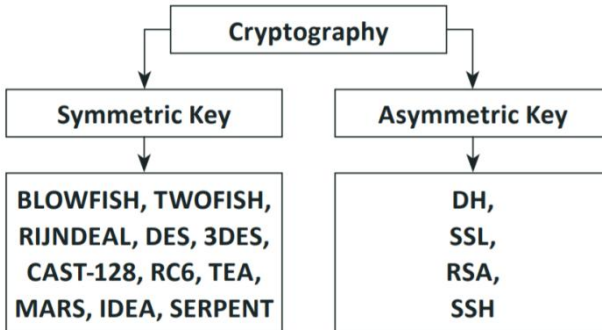 Cryptography
Symmetric Key
Asymmetric Key
BLOWFISH, TWOFISH,
RIJNDEAL, DES, 3DES,
CAST-128, RC6, TEA,
MARS, IDEA, SERPENT
DH,
SSL,
RSA,
SSH